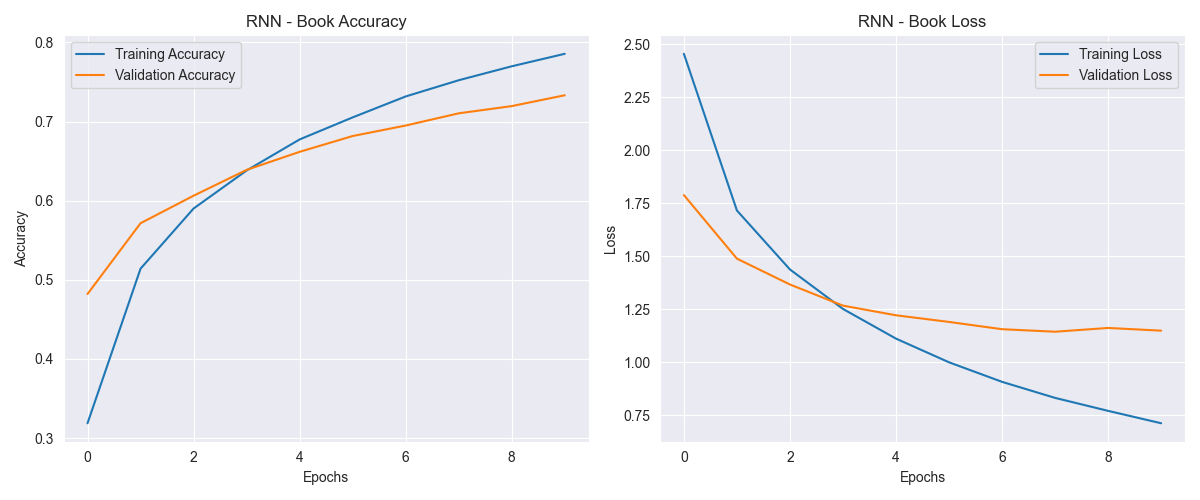 RNN - Book Accuracy
Training Accuracy
Validation Accuracy
0.8
0.7
0.6
0.5
0.4
0.3
Accuracy
0 2 4 6 8
Epochs
RNN - Book Loss
Training Loss
Validation Loss
2.50
2.25
2.00
1.75
1.50
1.25
1.00
0.75
Loss
0 2 4 6 8
Epochs